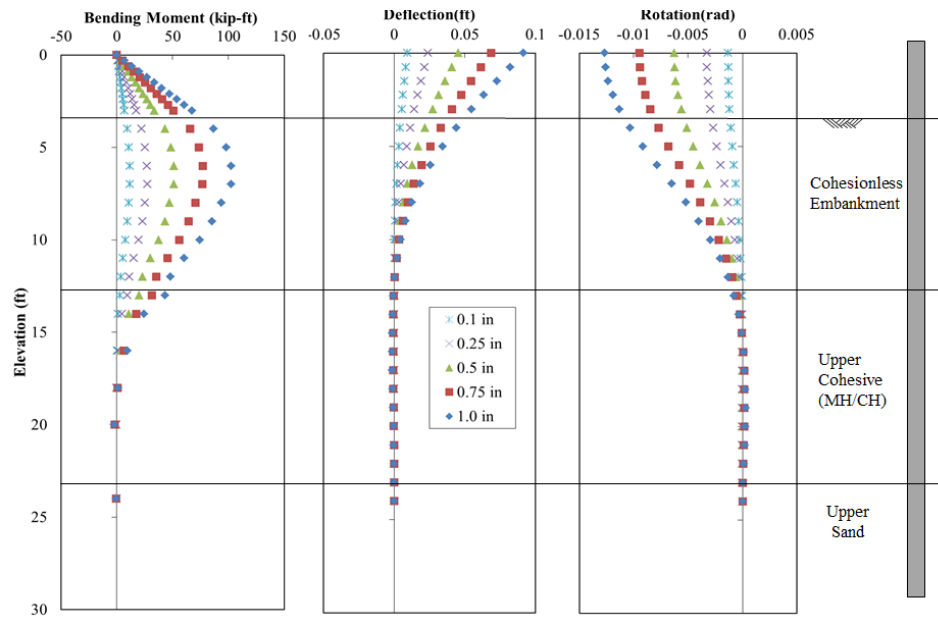 Bending Moment (kip-ft)
-50 0 50 100 150
Deflection(ft)
-0.05 0 0.05 0.1
Rotation(rad)
-0.015 -0.01 -0.005 0 0.005
Elevation (ft)
0
5
10
15
20
25
30
0.1 in
0.25 in
0.5 in
0.75 in
1.0 in
Cohesionless
Embankment
Upper
Cohesive
(MH/CH)
Upper
Sand